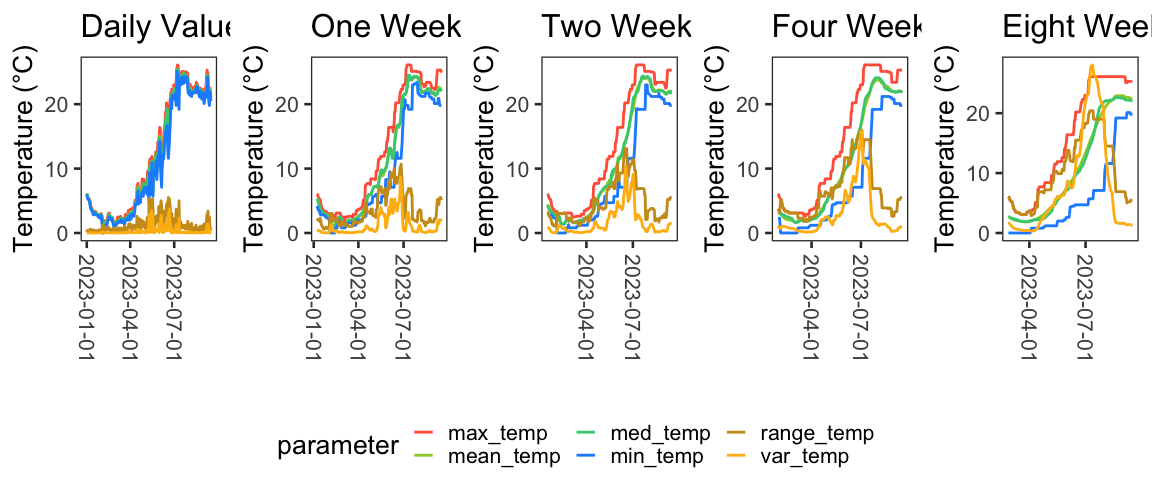 Daily Value
One Week
Two Week
Four Week
Eight Week
Temperature (°C)
20
10
0
2023-01-01
2023-04-01
2023-07-01
Temperature (°C)
20
10
0
2023-01-01
2023-04-01
2023-07-01
Temperature (°C)
20
10
0
2023-04-01
2023-07-01
Temperature (°C)
20
10
0
2023-04-01
2023-07-01
Temperature (°C)
20
10
0
2023-04-01
2023-07-01
parameter
max_temp
med_temp
range_temp
mean_temp
min_temp
var_temp